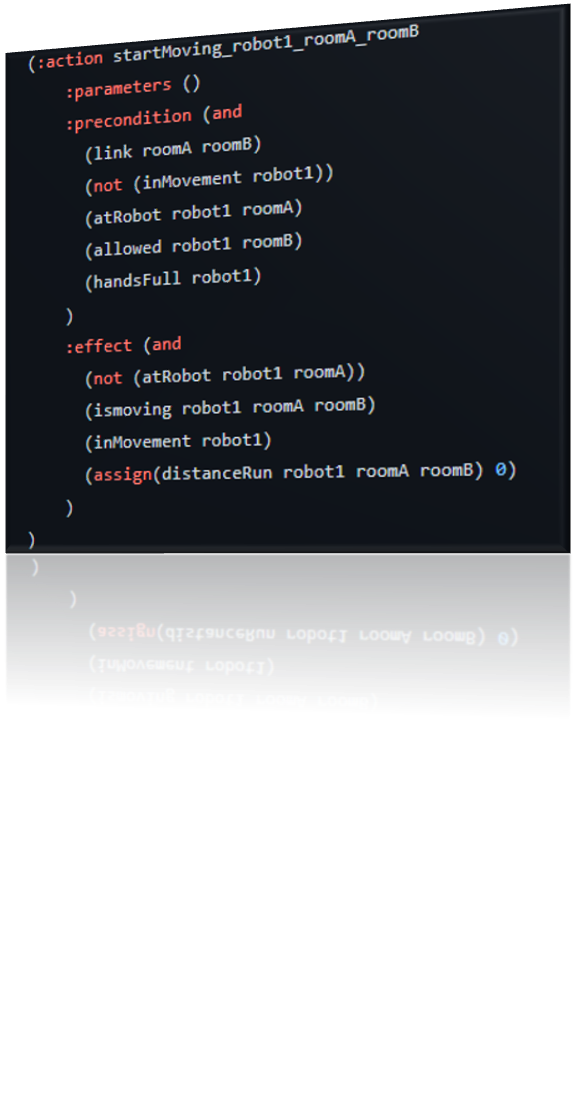 (:action startMoving_robot1_roomA_roomB
:parameters ()
:precondition (and
(link roomA roomB)
(not (inMovement robot1))
(atRobot robot1 roomA)
(allowed robot1 roomB)
(handsFull robot1)
)
:effect (and
(not (atRobot robot1 roomA))
(ismoving robot1 roomA roomB)
(inMovement robot1)
(assign(distanceRun robot1 roomA roomB) 0)
)
)